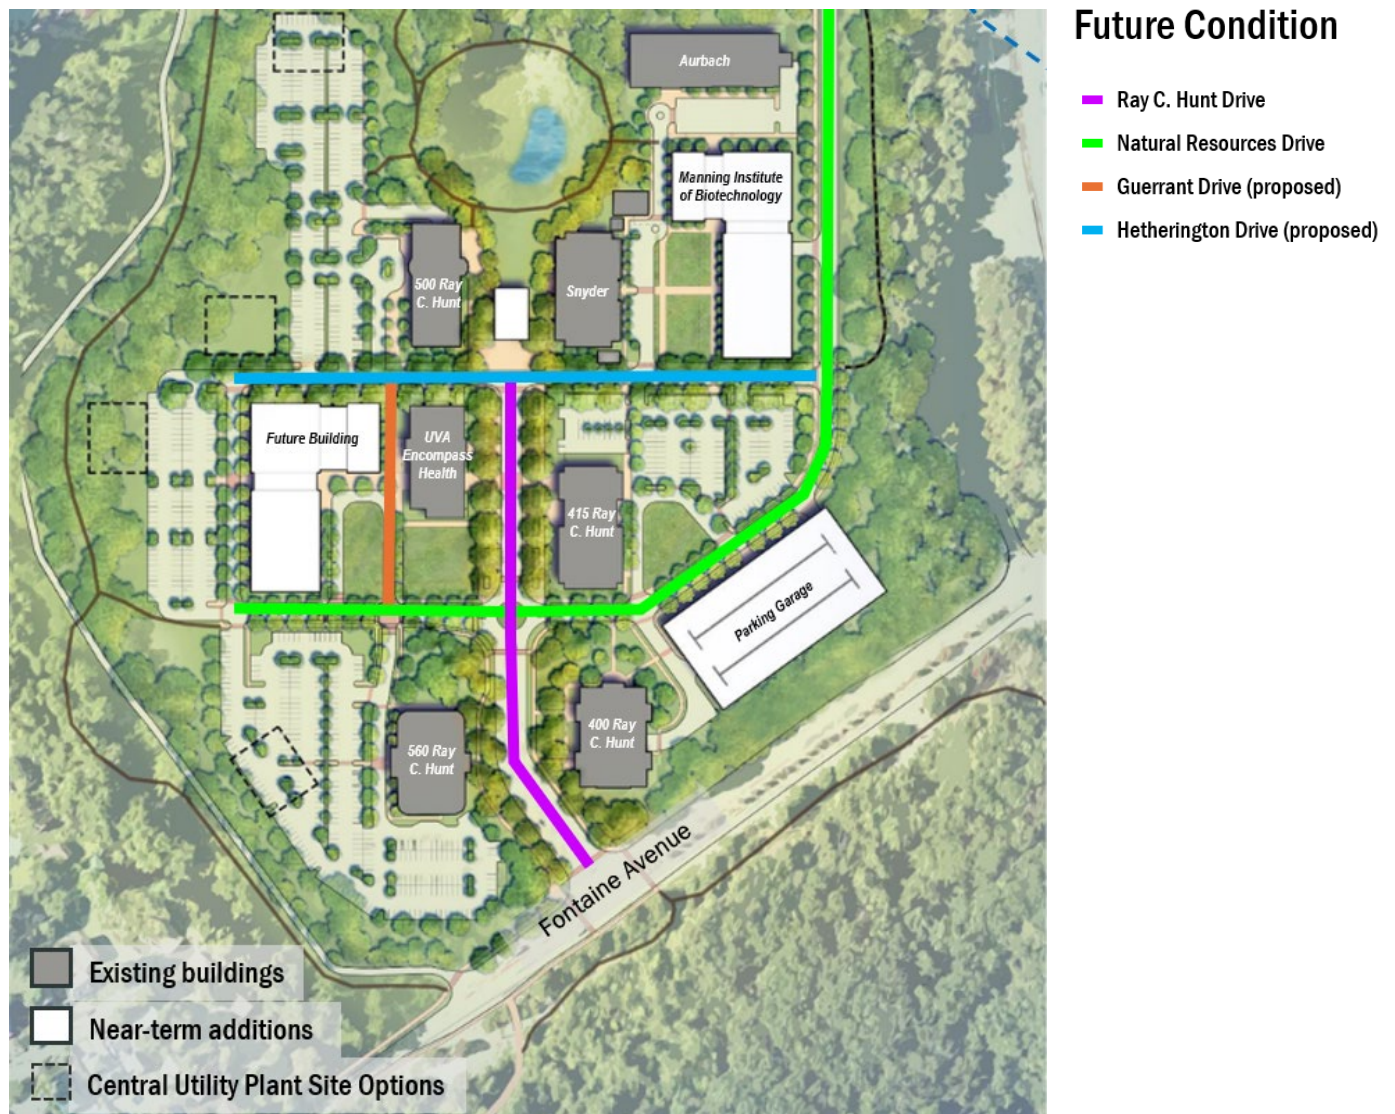 Future Condition
Ray C. Hunt Drive
Natural Resources Drive
Guerrant Drive (proposed)
Hetherington Drive (proposed)
Aurbach
Manning Institute
of Biotechnology
500 Ray
C. Hunt
Snyder
Future Building
UVA
Encompass
Health
415 Ray
C. Hunt
Parking Garage
400 Ray
C. Hunt
560 Ray
C. Hunt
Fontaine Avenue
Existing buildings
Near-term additions
Central Utility Plant Site Options